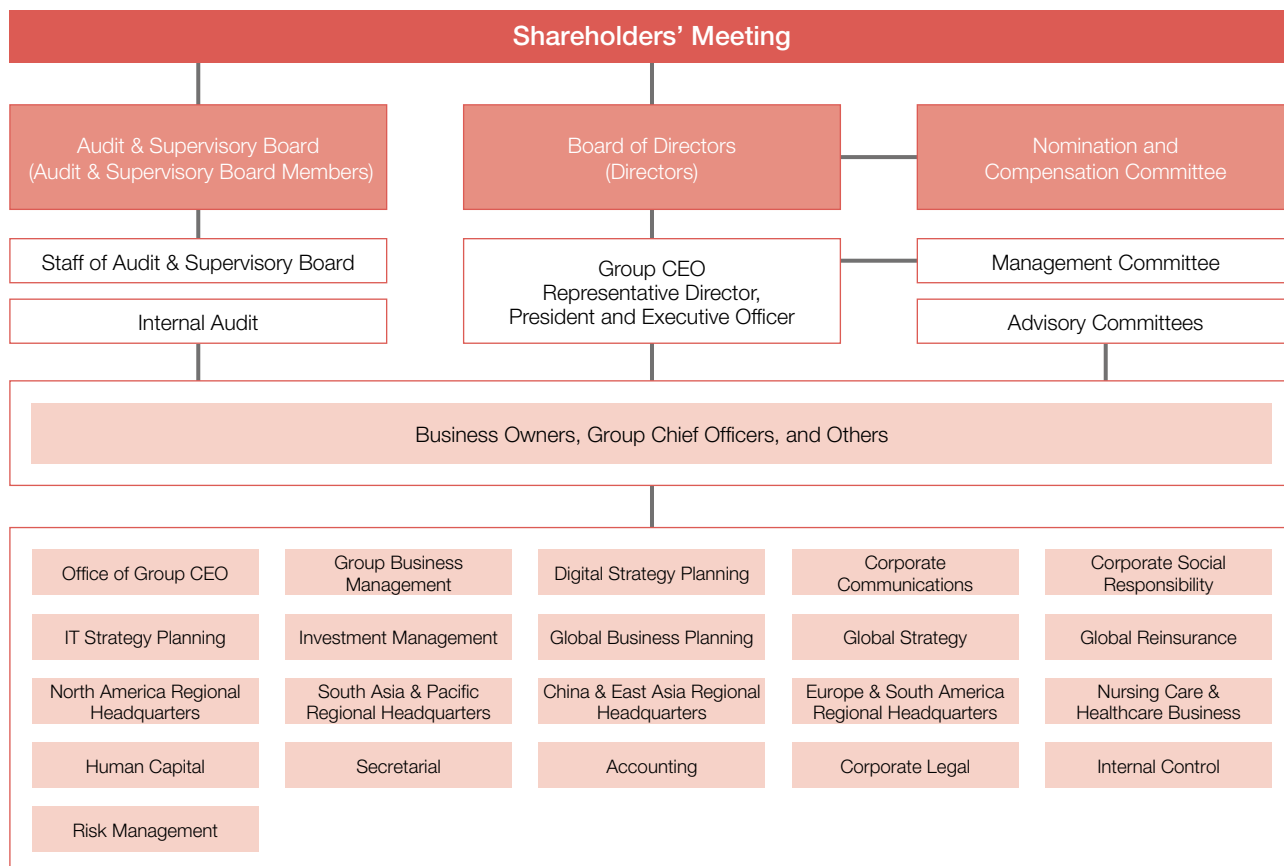 Shareholders’ Meeting
Audit & Supervisory Board
(Audit & Supervisory Board Members)
Board of Directors
(Directors)
Nomination and
Compensation Committee
Staff of Audit & Supervisory Board
Internal Audit
Group CEO
Representative Director,
President and Executive Officer
Management Committee
Advisory Committees
Business Owners, Group Chief Officers, and Others
Office of Group CEO
Group Business
Management
Digital Strategy Planning
Corporate
Communications
Corporate Social
Responsibility
IT Strategy Planning
Investment Management
Global Business Planning
Global Strategy
Global Reinsurance
North America Regional
Headquarters
South Asia & Pacific
Regional Headquarters
China & East Asia Regional
Headquarters
Europe & South America
Regional Headquarters
Nursing Care &
Healthcare Business
Human Capital
Secretarial
Accounting
Corporate Legal
Internal Control
Risk Management